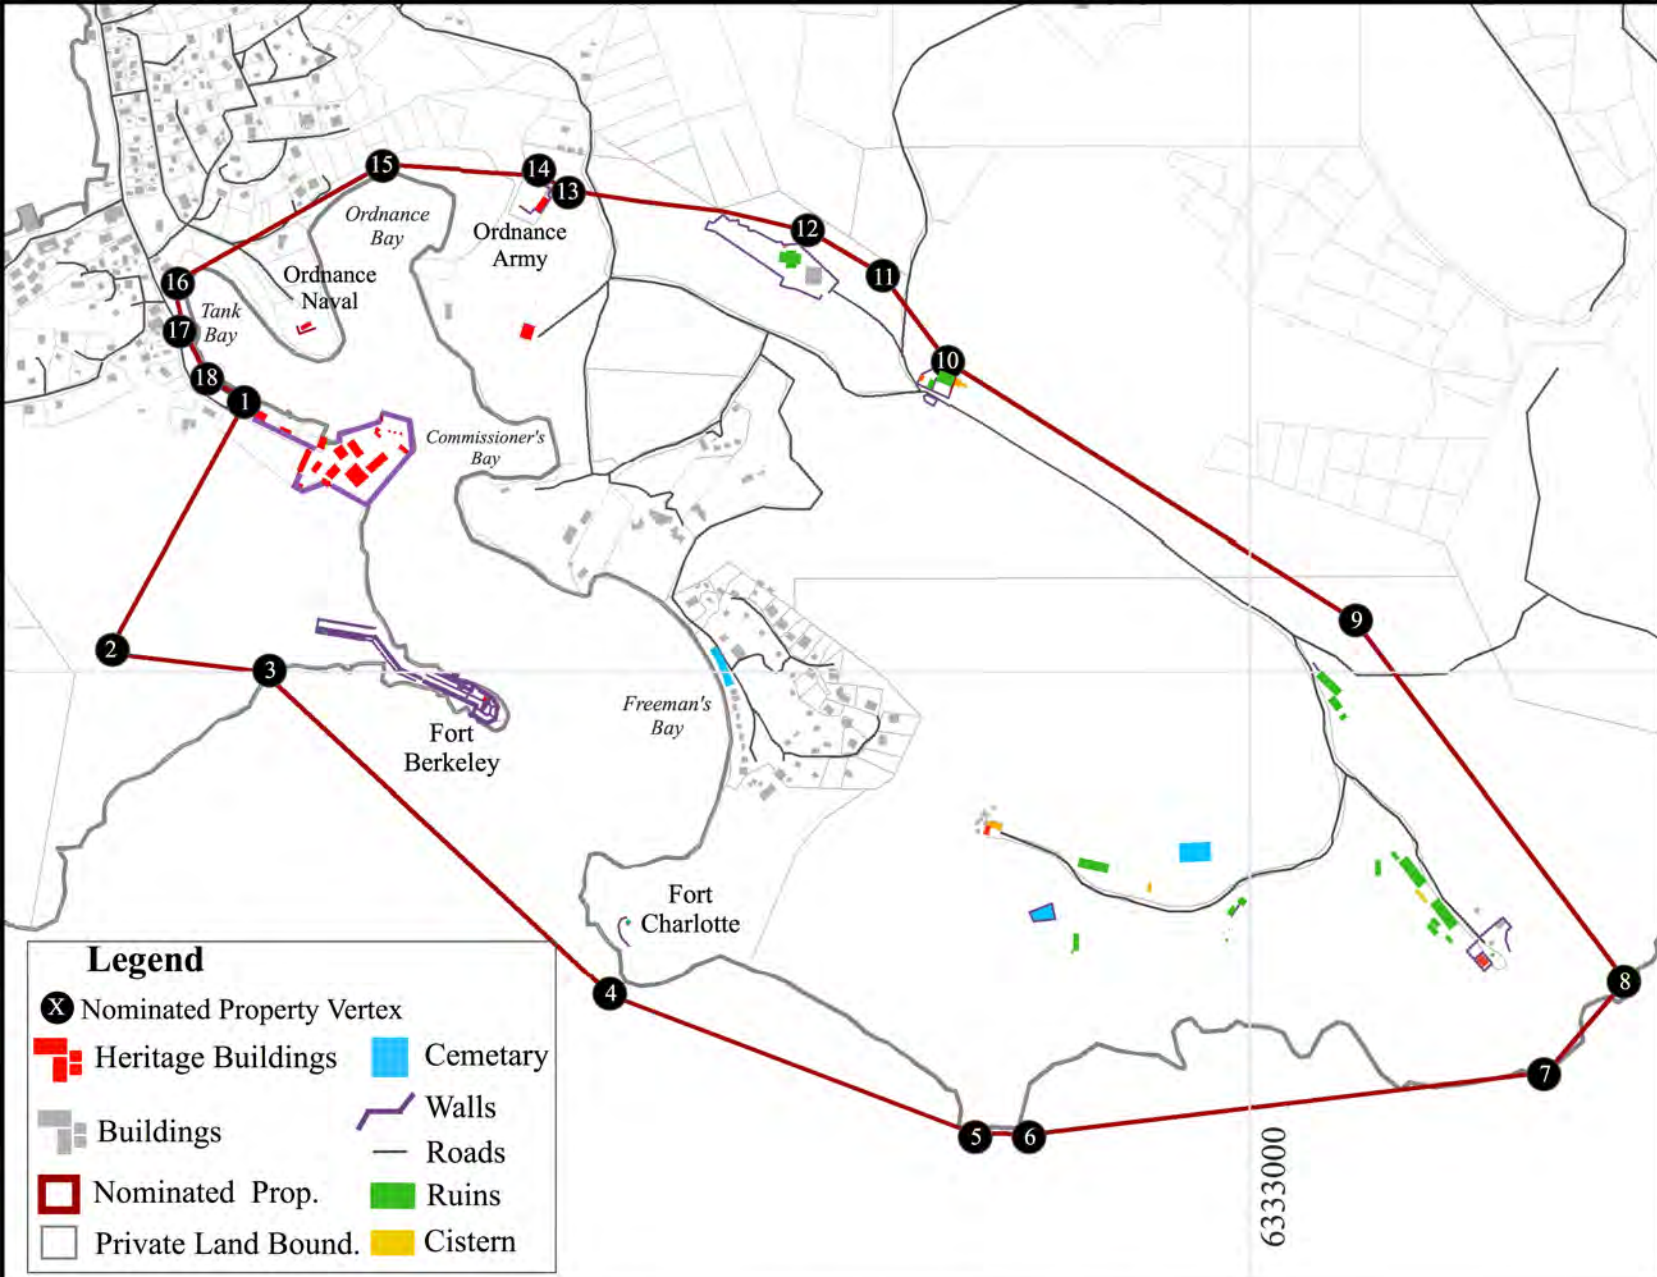 15
14
13
Ordnance
Bay
Ordnance
Army
12
11
16
Ordnance
Naval
Tank
Bay
17
10
18
1
Commissioner's
Bay
9
2
3
Freeman's
Bay
Fort
Berkeley
Fort
Charlotte
8
4
7
5
6
6333000
Legend
X Nominated Property Vertex
Heritage Buildings
Cemetary
Buildings
Walls
Roads
Nominated Prop.
Ruins
Private Land Bound.
Cistern